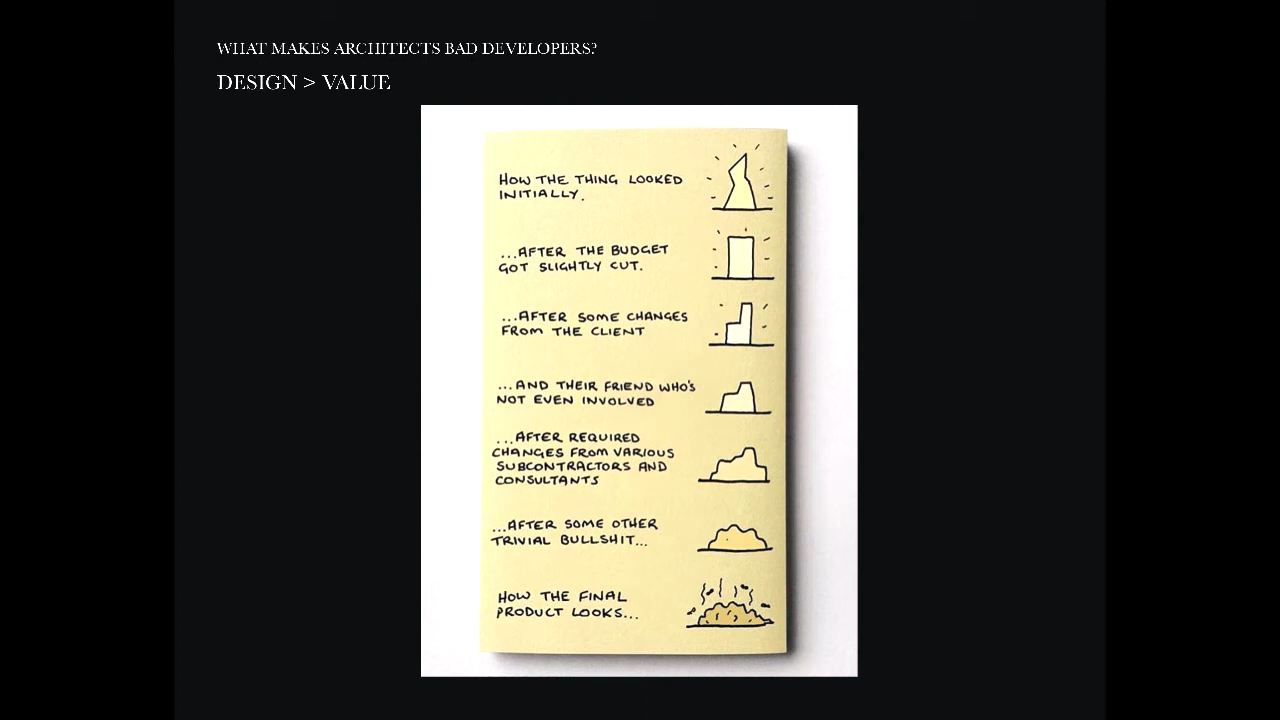 WHAT MAKES ARCHITECTS BAD DEVELOPERS?
DESIGN > VALUE
HOW THE THING LOOKED
INITIALLY.
...AFTER THE BUDGET
GOT SLIGHTLY CUT.
...AFTER SOME CHANGES
FROM THE CLIENT
...AND THEIR FRIEND WHO'S
NOT EVEN INVOLVED
...AFTER REQUIRED
CHANGES FROM VARIOUS
SUBCONTRACTORS AND
CONSULTANTS
...AFTER SOME OTHER
TRIVIAL BULLSHIT...
HOW THE FINAL
PRODUCT LOOKS...